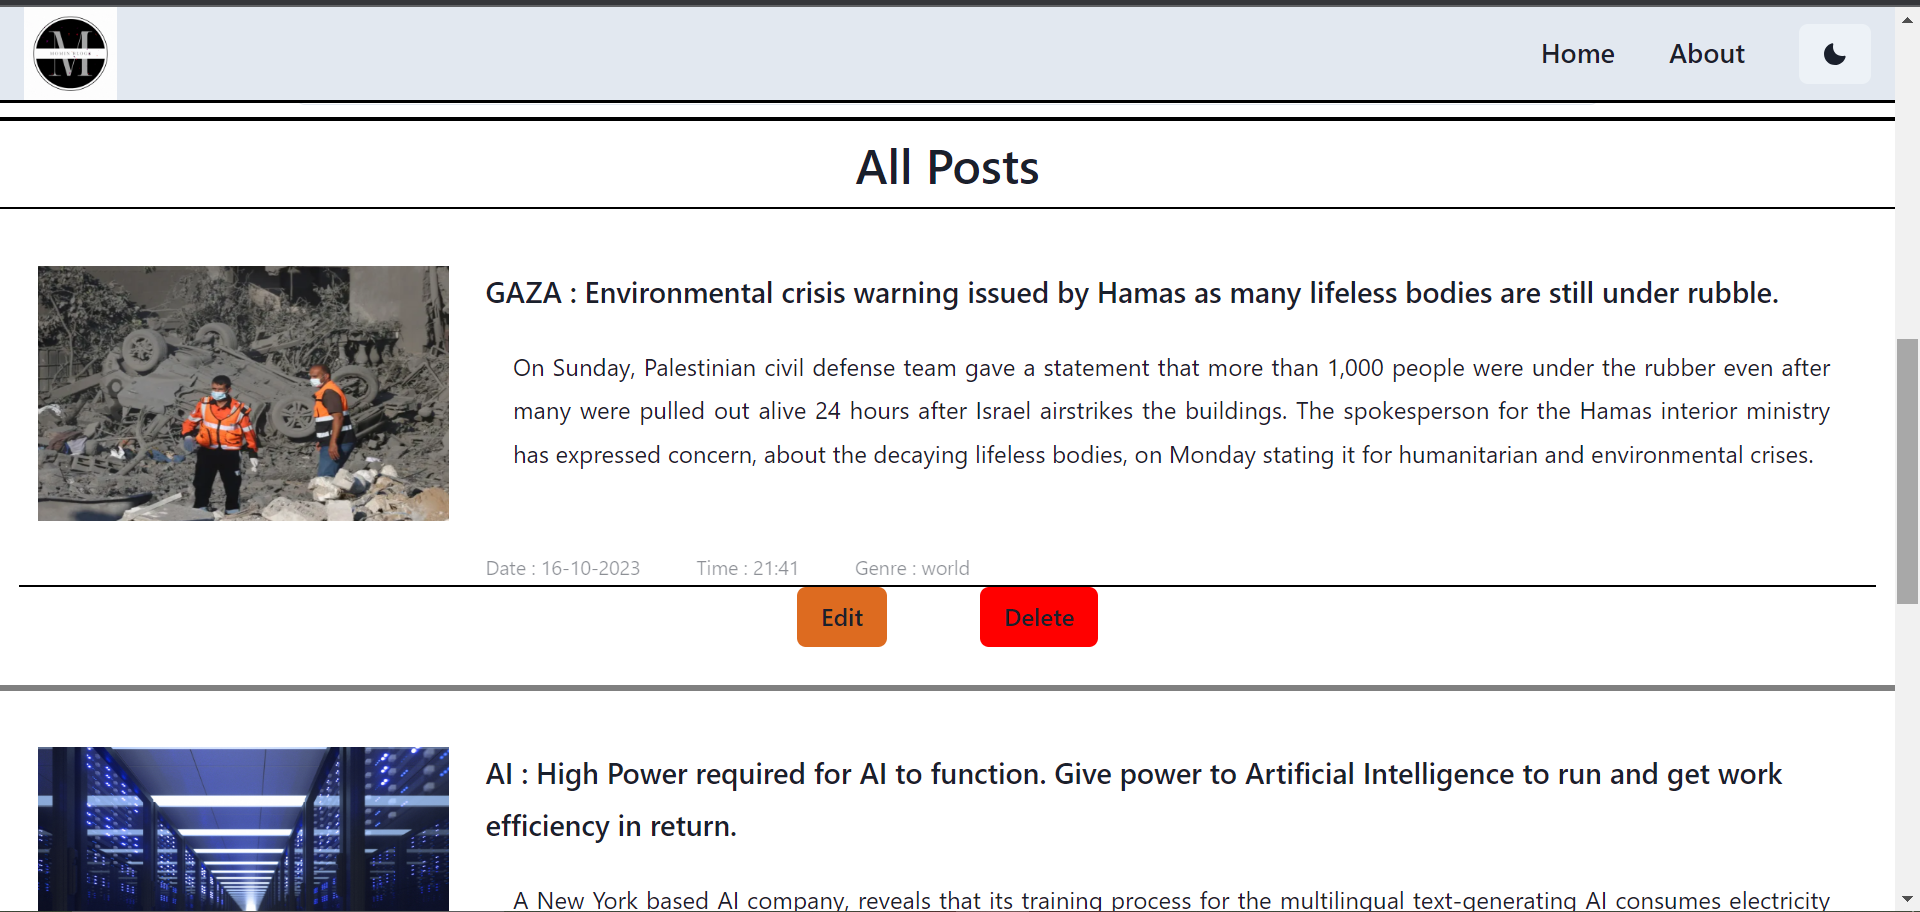 M
Home
About
All Posts
GAZA : Environmental crisis warning issued by Hamas as many lifeless bodies are still under rubble.
On Sunday, Palestinian civil defense team gave a statement that more than 1,000 people were under the rubber even after
many were pulled out alive 24 hours after Israel airstrikes the buildings. The spokesperson for the Hamas interior ministry
has expressed concern, about the decaying lifeless bodies, on Monday stating it for humanitarian and environmental crises.
Date : 16-10-2023 Time : 21:41 Genre : world
Edit
Delete
AI : High Power required for AI to function. Give power to Artificial Intelligence to run and get work
efficiency in return.
A New York based AI company, reveals that its training process for the multilingual text-generating AI consumes electricity